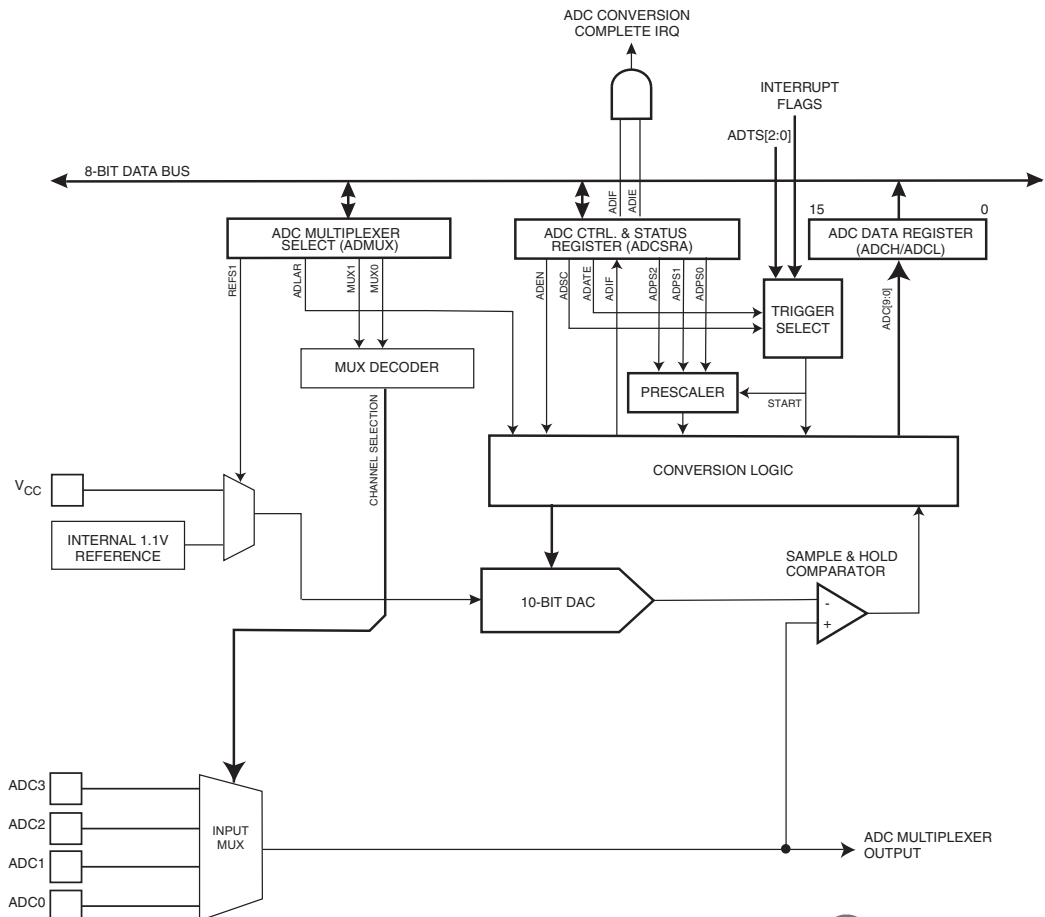 ADC CONVERSION
COMPLETE IRQ
INTERRUPT
FLAGS
ADTS[2:0]
8-BIT DATA BUS
ADIF
ADIE
15
0
ADC MULTIPLEXER
SELECT (ADMUX)
ADC CTRL. & STATUS
REGISTER (ADCSRA)
ADC DATA REGISTER
(ADCH/ADCL)
REFS1
ADLAR
MUX1
MUX0
ADEN
ADSC
ADATE
ADIF
ADPS2
ADPS1
ADPS0
ADC[9:0]
TRIGGER
SELECT
MUX DECODER
PRESCALER
START
CHANNEL SELECTION
CONVERSION LOGIC
VCC
INTERNAL 1.1V
REFERENCE
SAMPLE & HOLD
COMPARATOR
10-BIT DAC
-
+
ADC3
ADC2
INPUT
MUX
ADC MULTIPLEXER
OUTPUT
ADC1
ADC0